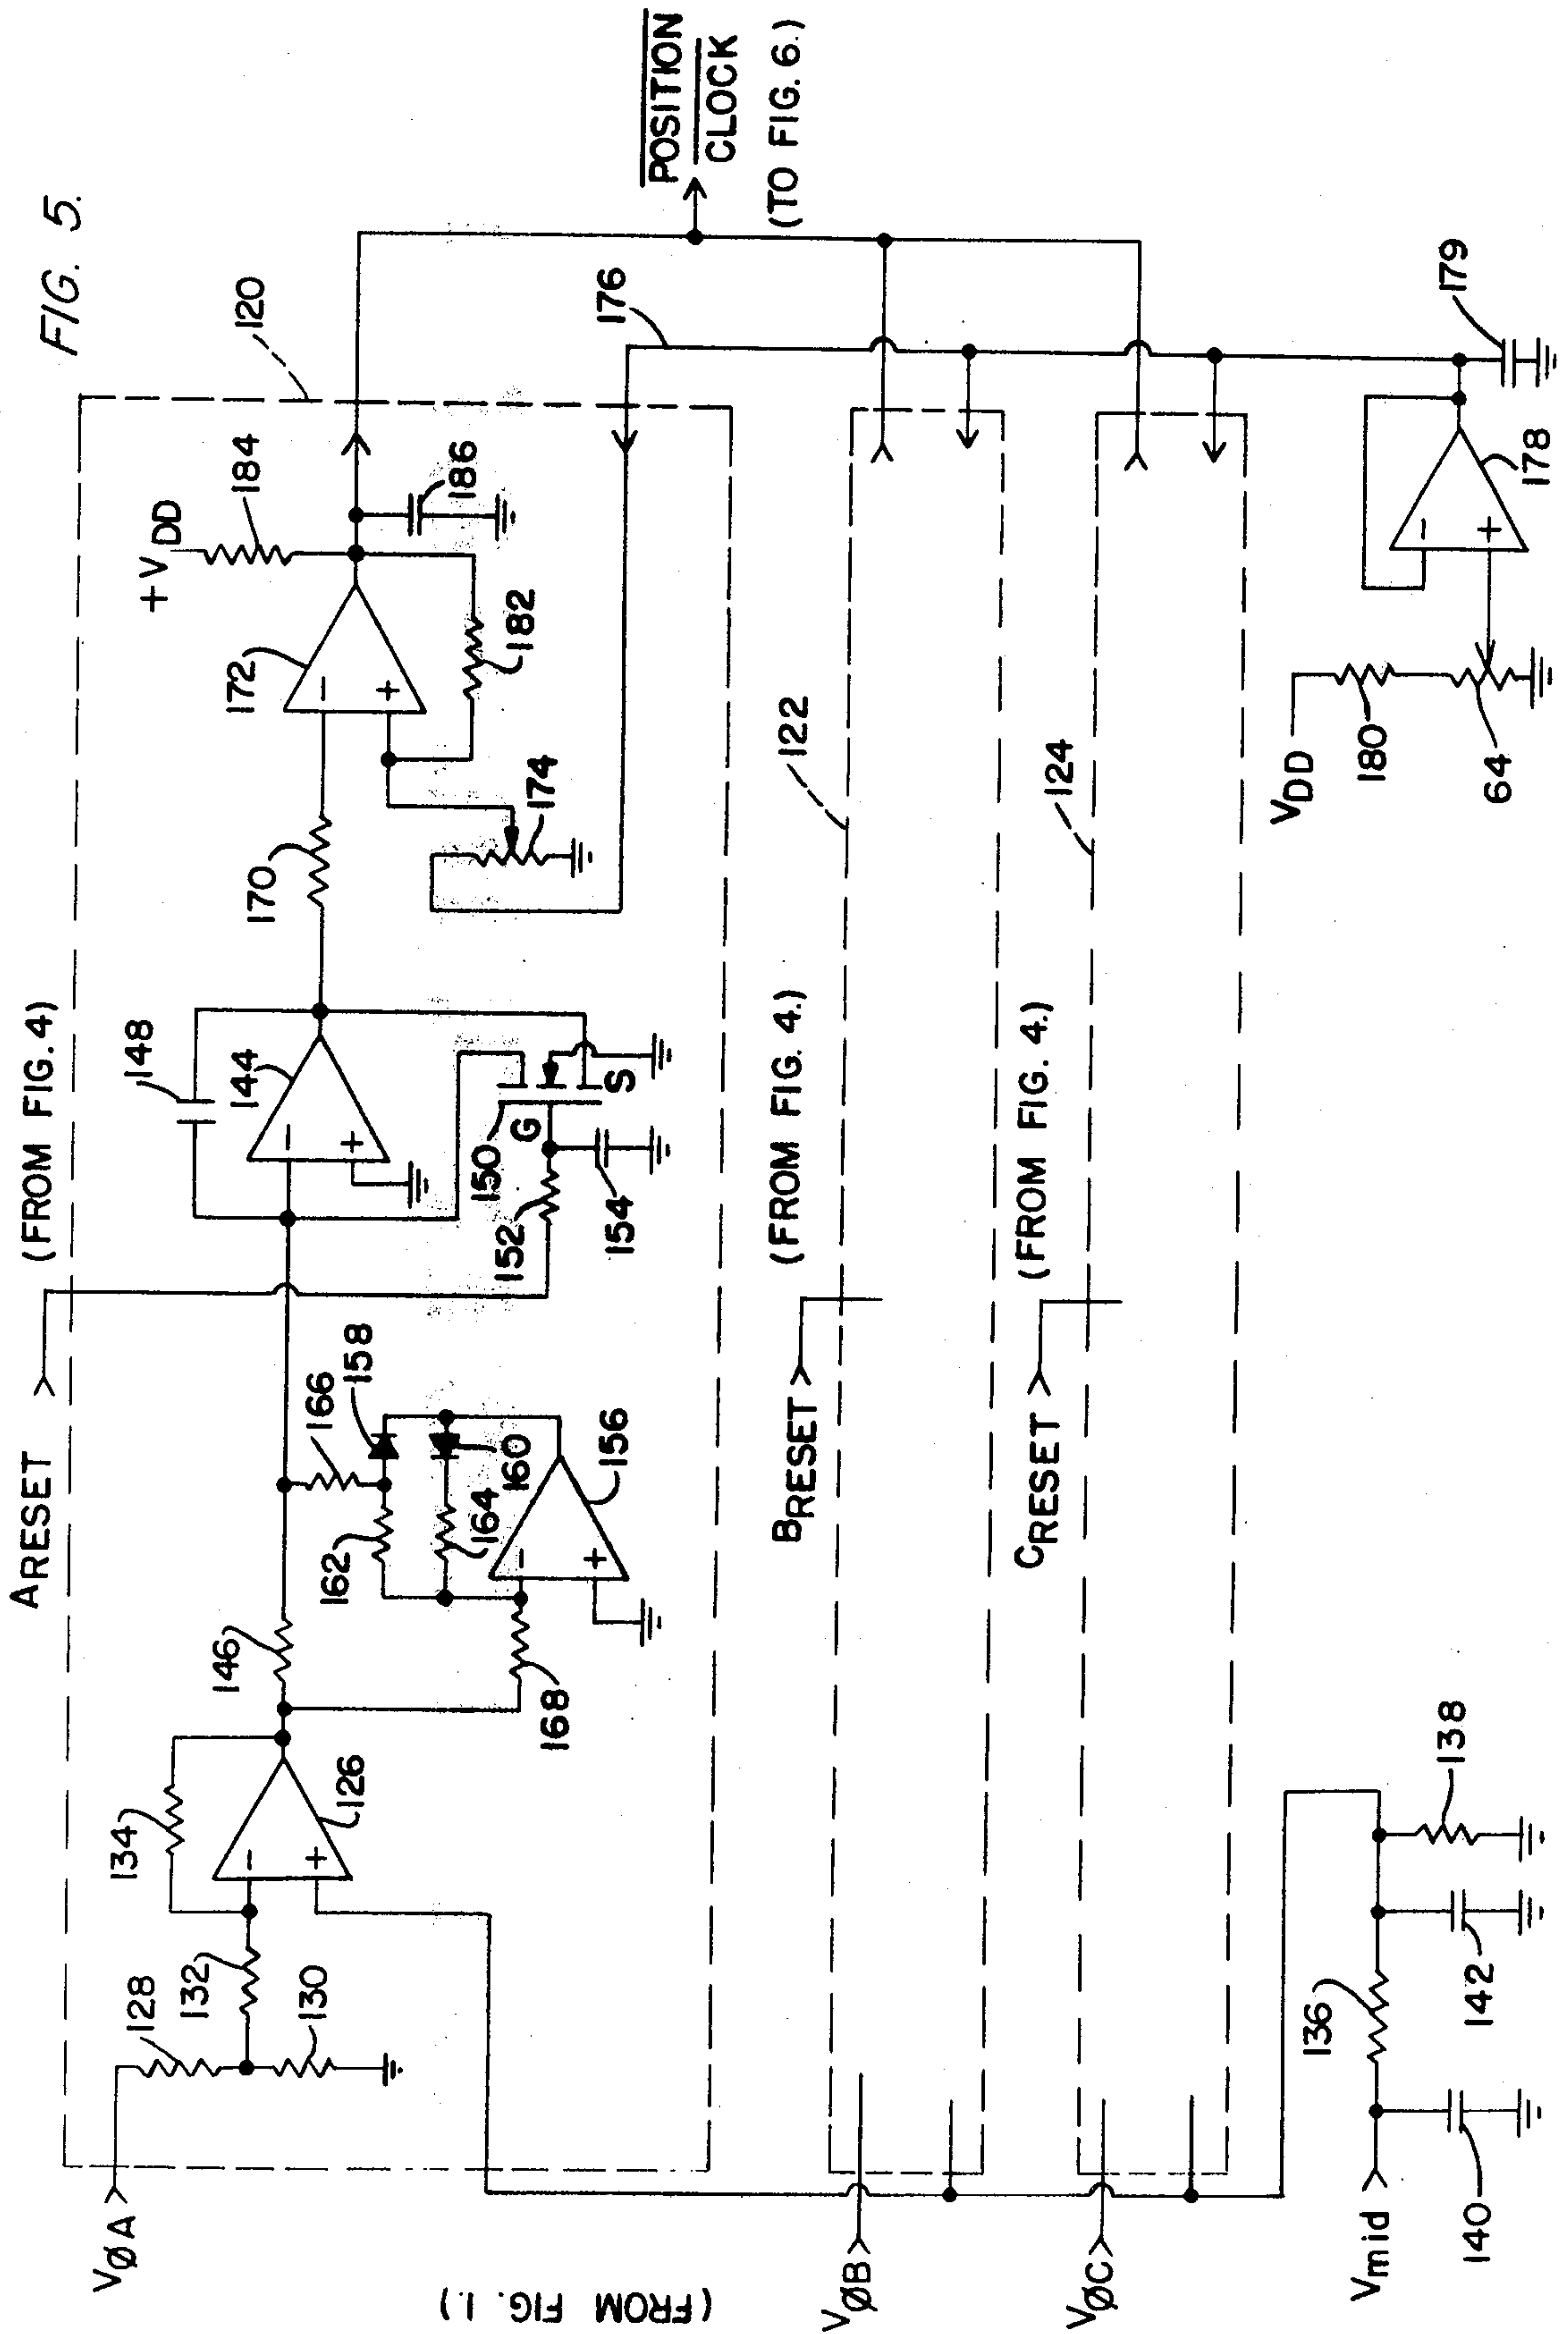 FIG. 5.
ARESET
(FROM FIG. 4)
120
+VDD
148
144
170
172
184
186
POSITION
CLOCK
(TO FIG. 6.)
134
146
166
158
150
G
S
152
154
174
182
176
VØA
128
132
130
126
162
164
160
156
168
(FROM FIG. 1.)
BRESET
(FROM FIG. 4.)
122
VØB
CRESET
(FROM FIG. 4.)
124
VØC
Vmid
140
136
142
138
VDD
180
64
178
179